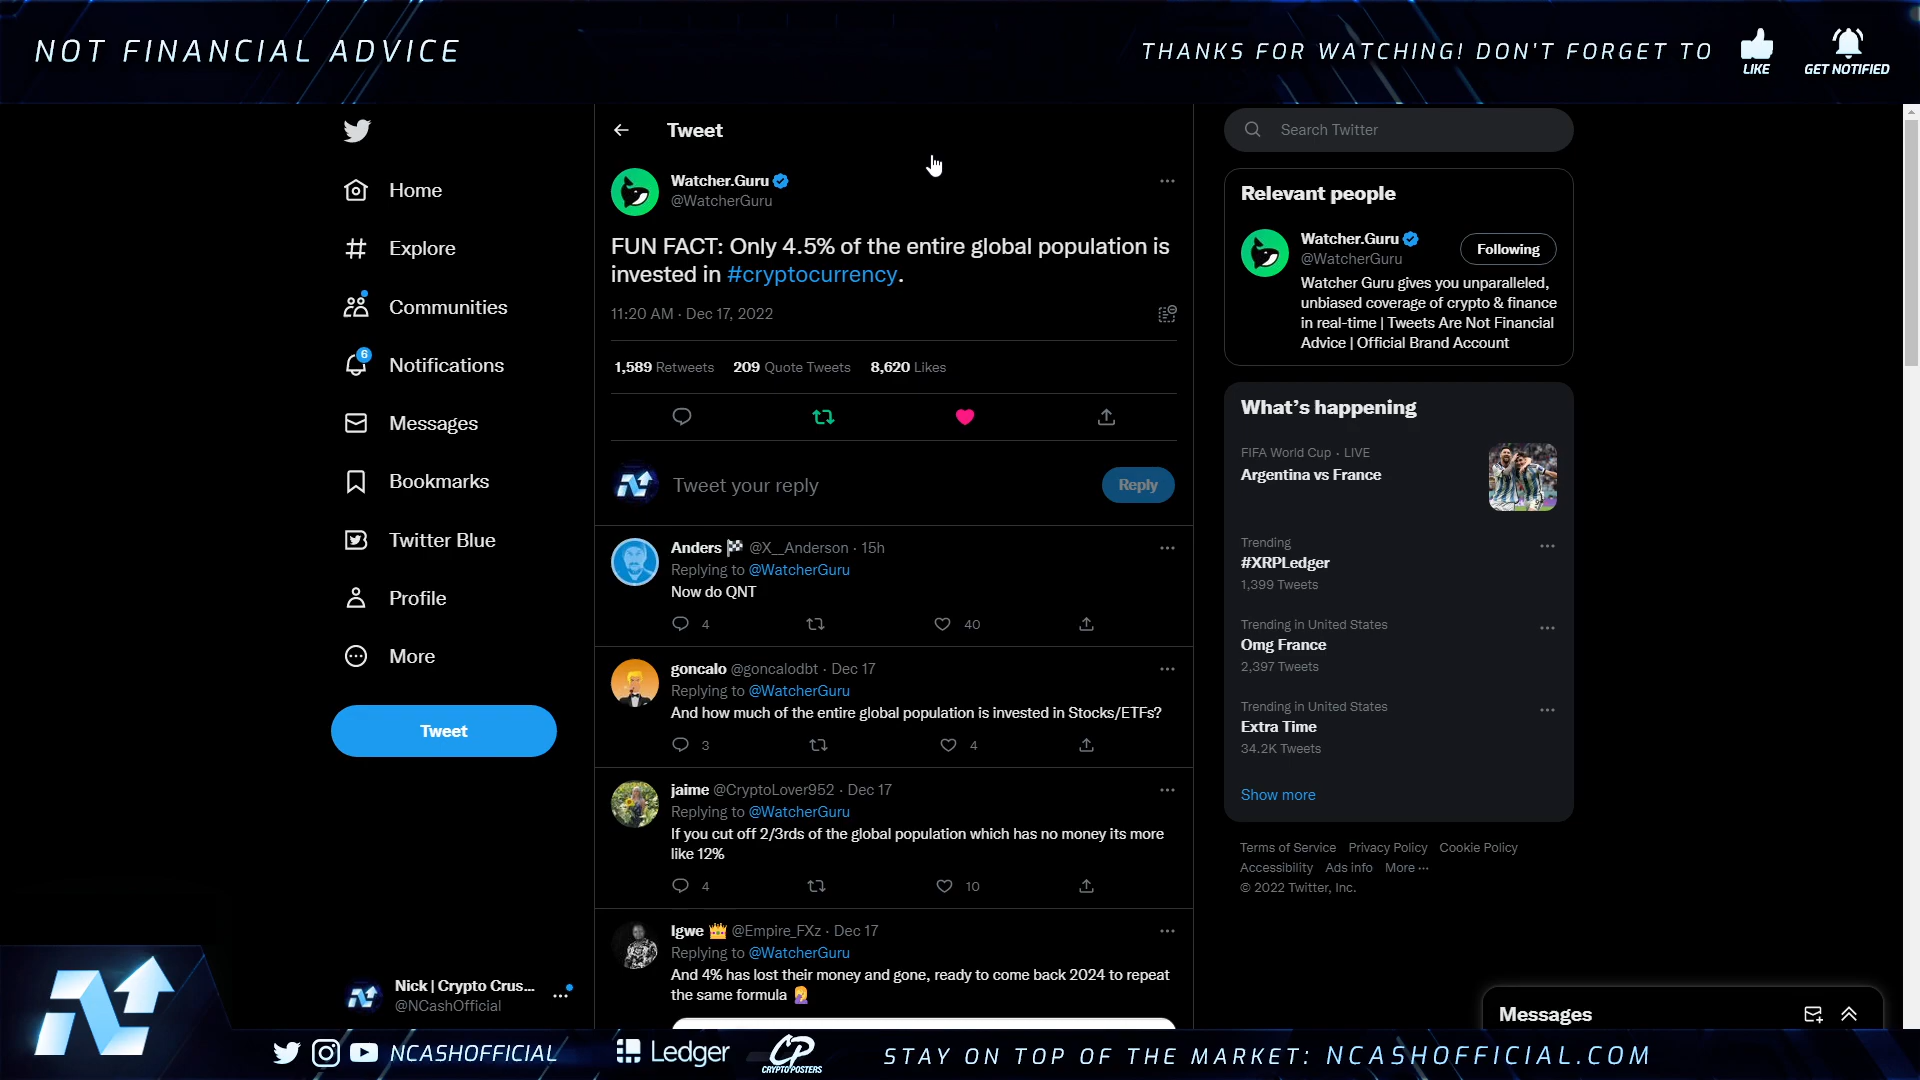 NOT FINANCIAL ADVICE
THANKS FOR WATCHING! DON'T FORGET TO
LIKE
GET NOTIFIED
Home
Explore
Communities
6
Notifications
Messages
Bookmarks
Twitter Blue
Profile
More
Tweet
Nick | Crypto Crus...
@NCashOfficial
Tweet
Watcher.Guru
@WatcherGuru
FUN FACT: Only 4.5% of the entire global population is
invested in #cryptocurrency.
11:20 AM · Dec 17, 2022
1,589 Retweets 209 Quote Tweets 8,620 Likes
Tweet your reply
Reply
Anders @X__Anderson · 15h
Replying to @WatcherGuru
Now do QNT
4 40
goncalo @goncalodbt · Dec 17
Replying to @WatcherGuru
And how much of the entire global population is invested in Stocks/ETFs?
3 4
jaime @CryptoLover952 · Dec 17
Replying to @WatcherGuru
If you cut off 2/3rds of the global population which has no money its more
like 12%
4 10
Igwe @Empire_FXz · Dec 17
Replying to @WatcherGuru
And 4% has lost their money and gone, ready to come back 2024 to repeat
the same formula
Search Twitter
Relevant people
Watcher.Guru
@WatcherGuru
Following
Watcher Guru gives you unparalleled,
unbiased coverage of crypto & finance
in real-time | Tweets Are Not Financial
Advice | Official Brand Account
What's happening
FIFA World Cup · LIVE
Argentina vs France
Trending
#XRPLedger
1,399 Tweets
Trending in United States
Omg France
2,397 Tweets
Trending in United States
Extra Time
34.2K Tweets
Show more
Terms of Service Privacy Policy Cookie Policy
Accessibility Ads info More ...
© 2022 Twitter, Inc.
Messages
NCASHOFFICIAL
Ledger
CP
CRYPTOPOSTERS
STAY ON TOP OF THE MARKET: NCASHOFFICIAL.COM